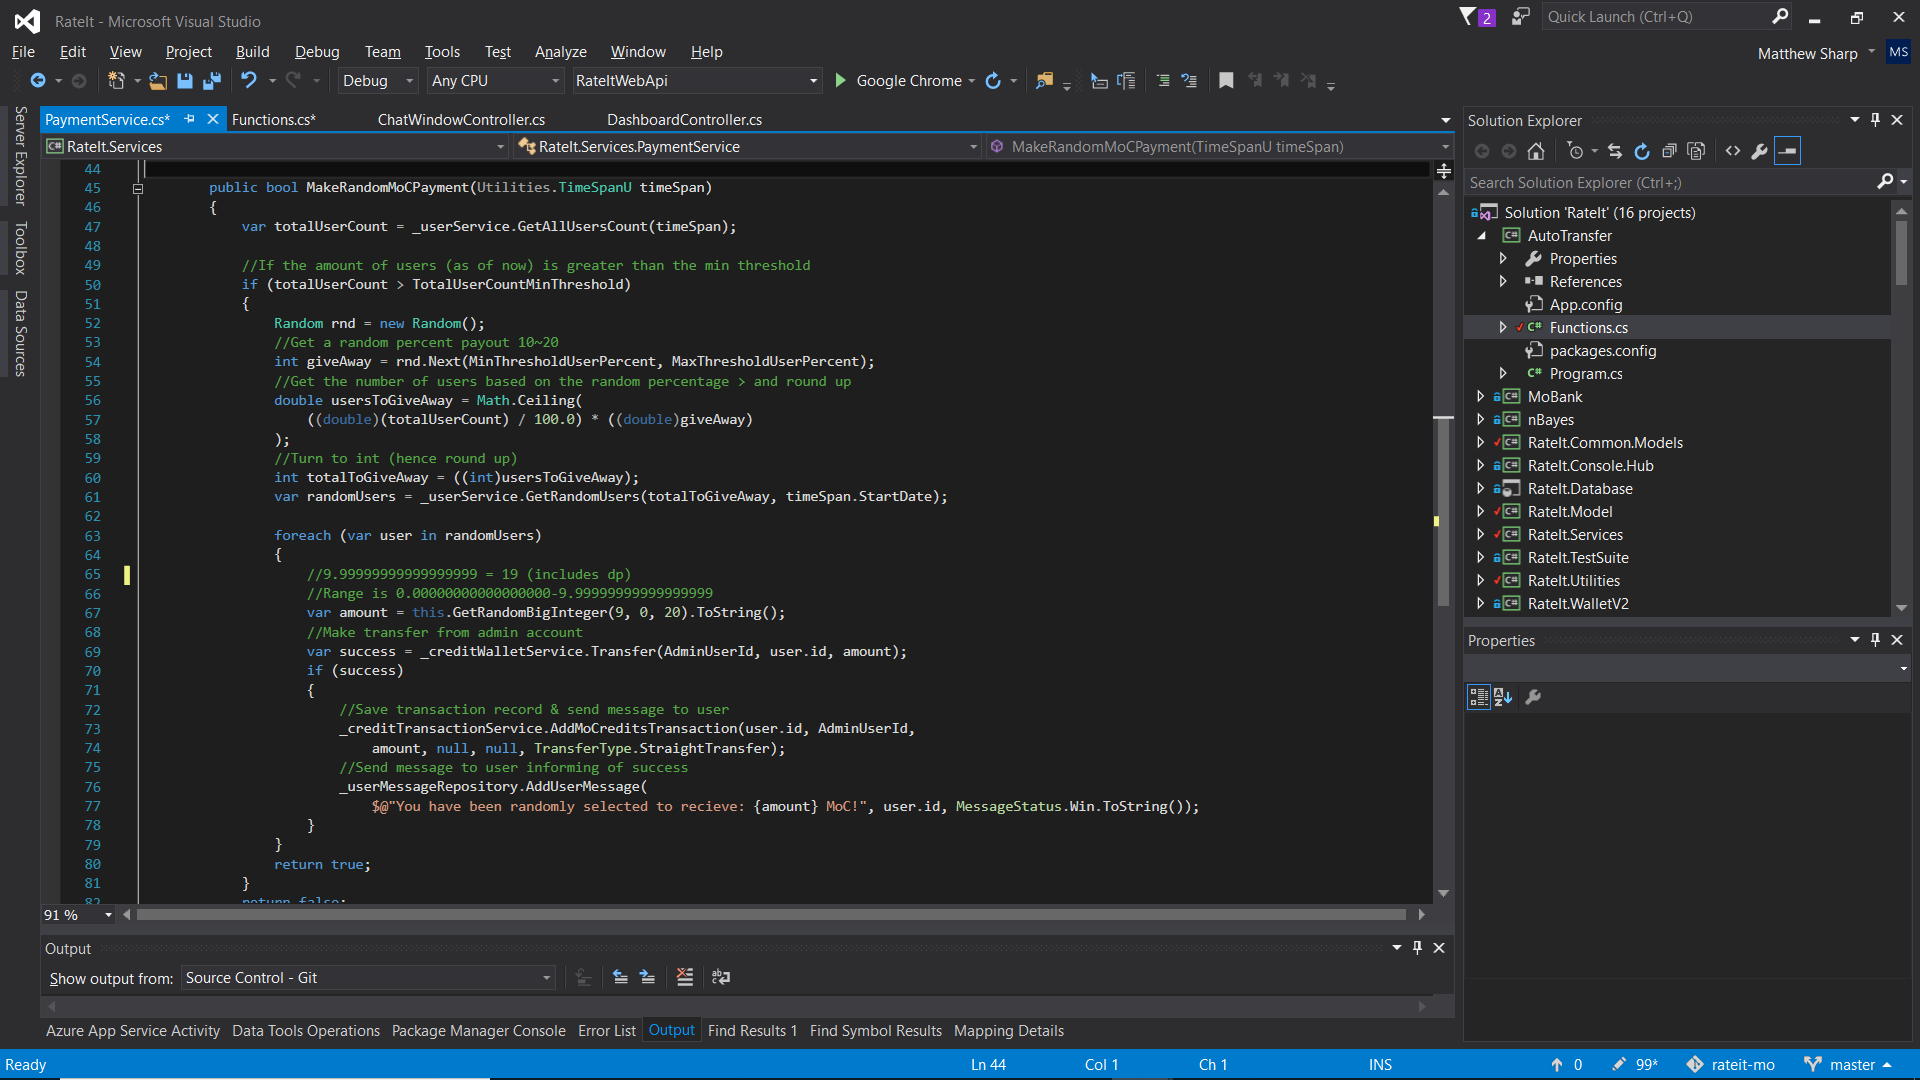 RateIt - Microsoft Visual Studio
2
Quick Launch (Ctrl+Q)
File Edit View Project Build Debug Team Tools Test Analyze Window Help
Matthew Sharp MS
Debug Any CPU RateItWebApi Google Chrome
Server Explorer
Toolbox
Data Sources
PaymentService.cs* Functions.cs* ChatWindowController.cs DashboardController.cs
C# RateIt.Services RateIt.Services.PaymentService MakeRandomMoCPayment(TimeSpanU timeSpan)
44
45 public bool MakeRandomMoCPayment(Utilities.TimeSpanU timeSpan)
46 {
47 var totalUserCount = _userService.GetAllUsersCount(timeSpan);
48
49 //If the amount of users (as of now) is greater than the min threshold
50 if (totalUserCount > TotalUserCountMinThreshold)
51 {
52 Random rnd = new Random();
53 //Get a random percent payout 10~20
54 int giveAway = rnd.Next(MinThresholdUserPercent, MaxThresholdUserPercent);
55 //Get the number of users based on the random percentage > and round up
56 double usersToGiveAway = Math.Ceiling(
57 ((double)(totalUserCount) / 100.0) * ((double)giveAway)
58 );
59 //Turn to int (hence round up)
60 int totalToGiveAway = ((int)usersToGiveAway);
61 var randomUsers = _userService.GetRandomUsers(totalToGiveAway, timeSpan.StartDate);
62
63 foreach (var user in randomUsers)
64 {
65 //9.99999999999999999 = 19 (includes dp)
66 //Range is 0.00000000000000000-9.99999999999999999
67 var amount = this.GetRandomBigInteger(9, 0, 20).ToString();
68 //Make transfer from admin account
69 var success = _creditWalletService.Transfer(AdminUserId, user.id, amount);
70 if (success)
71 {
72 //Save transaction record & send message to user
73 _creditTransactionService.AddMoCreditsTransaction(user.id, AdminUserId,
74 amount, null, null, TransferType.StraightTransfer);
75 //Send message to user informing of success
76 _userMessageRepository.AddUserMessage(
77 $@"You have been randomly selected to recieve: {amount} MoC!", user.id, MessageStatus.Win.ToString());
78 }
79 }
80 return true;
81 }
82 return false;
91 %
Output
Show output from: Source Control - Git
Azure App Service Activity Data Tools Operations Package Manager Console Error List Output Find Results 1 Find Symbol Results Mapping Details
Solution Explorer
Search Solution Explorer (Ctrl+;)
Solution 'RateIt' (16 projects)
C# AutoTransfer
Properties
References
App.config
C# Functions.cs
packages.config
C# Program.cs
C# MoBank
C# nBayes
C# RateIt.Common.Models
C# RateIt.Console.Hub
RateIt.Database
C# RateIt.Model
C# RateIt.Services
C# RateIt.TestSuite
C# RateIt.Utilities
C# RateIt.WalletV2
Properties
Ready Ln 44 Col 1 Ch 1 INS 0 99* rateit-mo master